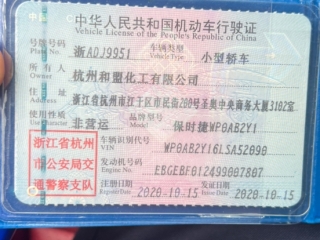 中华人民共和国机动车行驶证
Vehicle License of the People's Republic of China
号牌号码 浙ADJ9951 车辆类型 小型轿车
Plate No. Vehicle Type
所有人 杭州和盟化工有限公司
Owner
住址 浙江省杭州市江干区市民街200号圣奥中央商务大厦3102室
Address
使用性质 非营运 品牌型号 保时捷WP0AB2Y1
Use Character Model
浙江省杭州
市公安局交
通警察支队
车辆识别代号 WP0AB2Y16LSA52090
VIN
发动机号码 EBGEBF012499007807
Engine No.
注册日期 2020-10-15 发证日期 2020-10-15
Register Date Issue Date